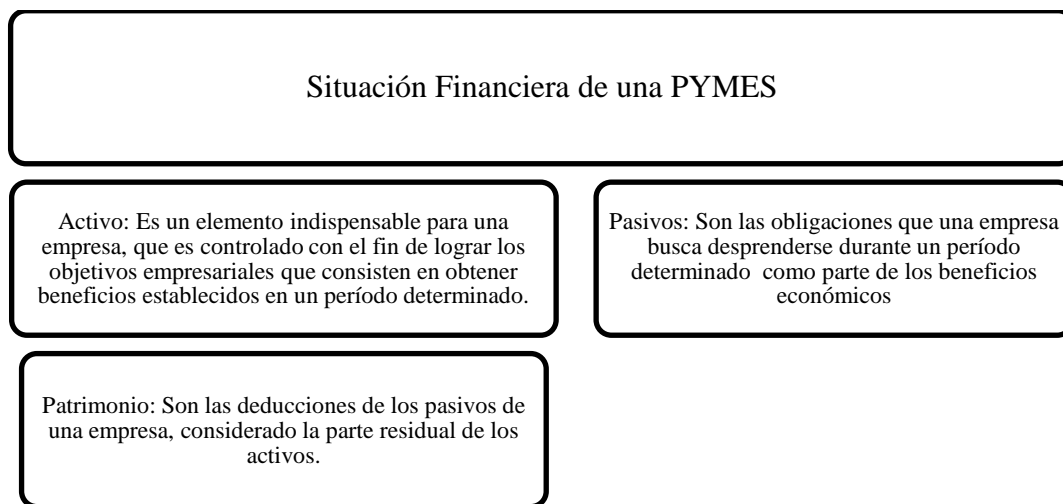 Situación Financiera de una PYMES
Activo: Es un elemento indispensable para una
empresa, que es controlado con el fin de lograr los
objetivos empresariales que consisten en obtener
beneficios establecidos en un período determinado.
Pasivos: Son las obligaciones que una empresa
busca desprenderse durante un período
determinado como parte de los beneficios
económicos
Patrimonio: Son las deducciones de los pasivos de
una empresa, considerado la parte residual de los
activos.